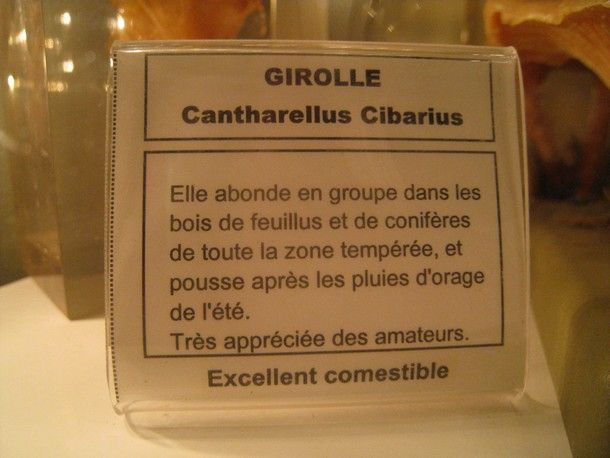 GIROLLE
Cantharellus Cibarius
Elle abonde en groupe dans les
bois de feuillus et de conifères
de toute la zone tempérée, et
pousse après les pluies d'orage
de l'été.
Très appréciée des amateurs.
Excellent comestible